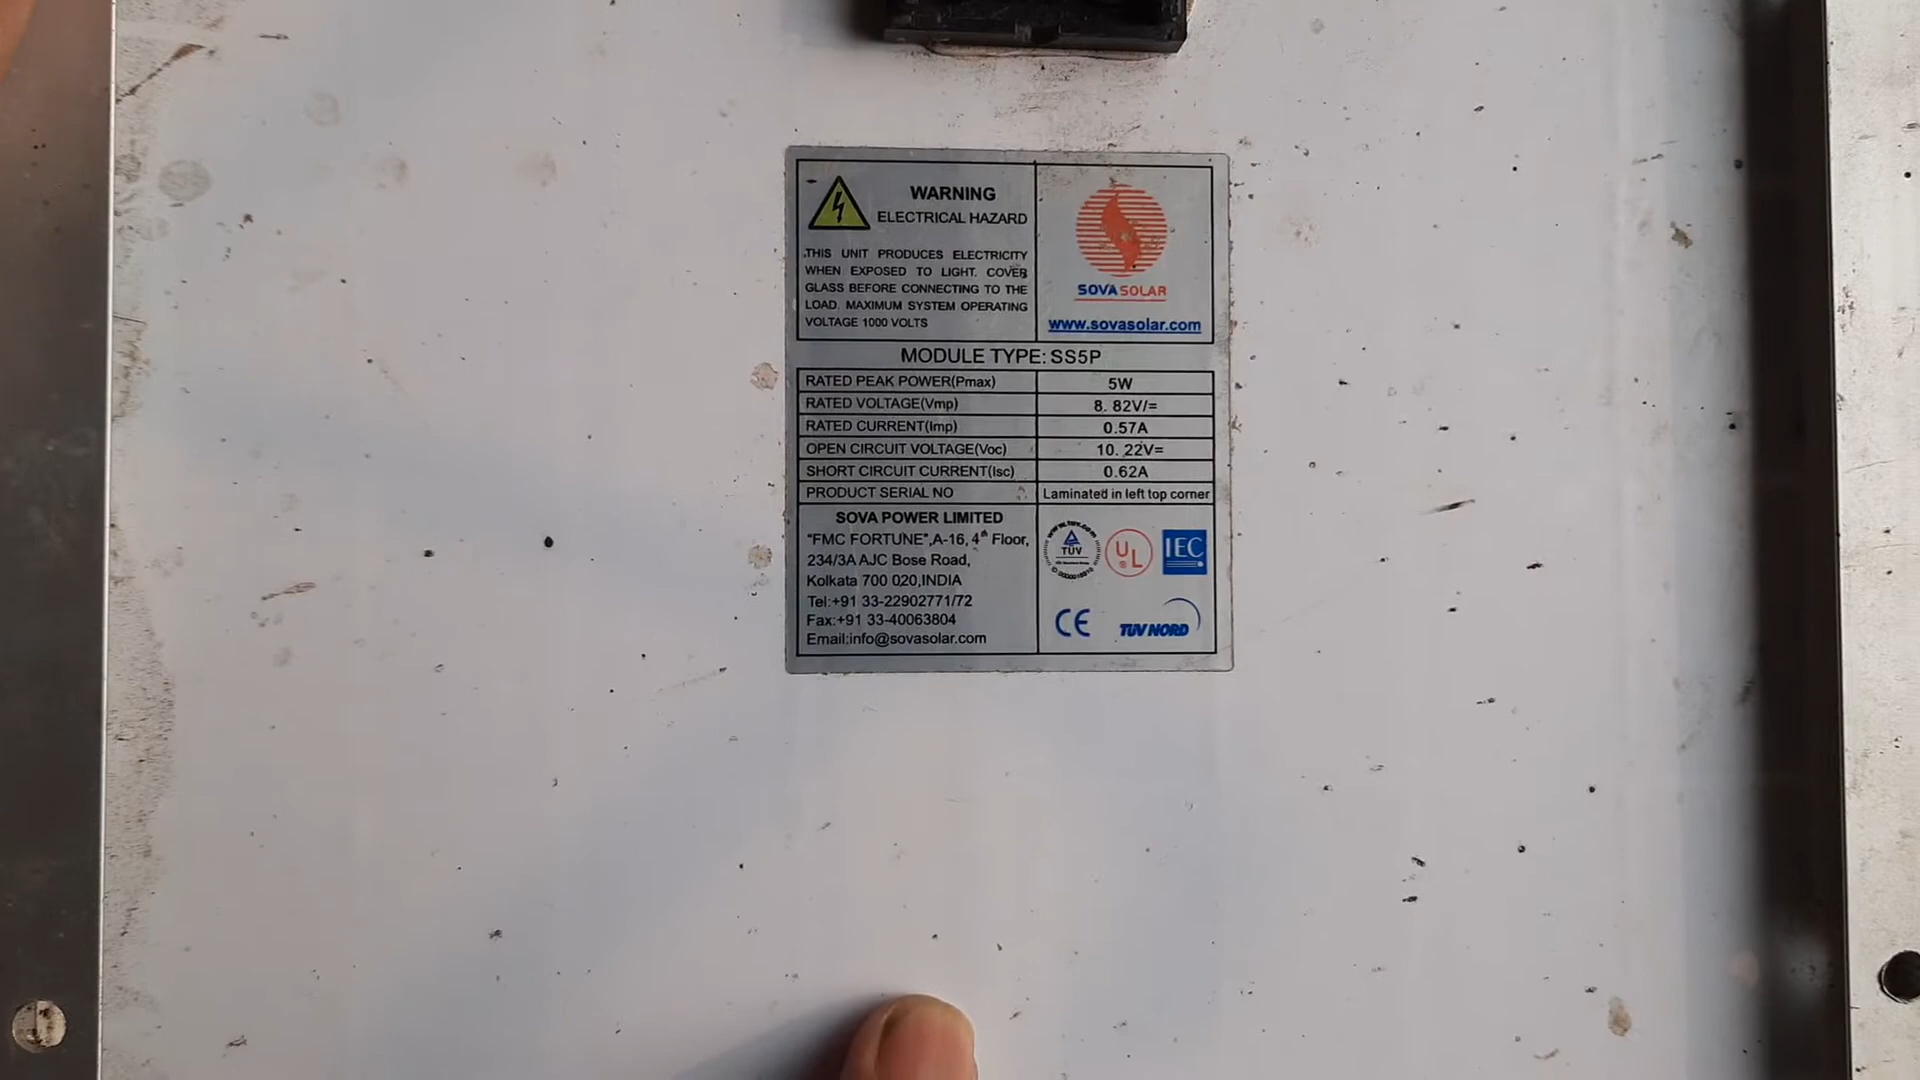 WARNING
ELECTRICAL HAZARD
THIS UNIT PRODUCES ELECTRICITY
WHEN EXPOSED TO LIGHT. COVER
GLASS BEFORE CONNECTING TO THE
LOAD. MAXIMUM SYSTEM OPERATING
VOLTAGE 1000 VOLTS
SOVA SOLAR
www.sovasolar.com
MODULE TYPE: SS5P
RATED PEAK POWER(Pmax) 5W
RATED VOLTAGE(Vmp) 8. 82V/=
RATED CURRENT(Imp) 0.57A
OPEN CIRCUIT VOLTAGE(Voc) 10. 22V=
SHORT CIRCUIT CURRENT(Isc) 0.62A
PRODUCT SERIAL NO Laminated in left top corner
SOVA POWER LIMITED
"FMC FORTUNE",A-16, 4th Floor,
234/3A AJC Bose Road,
Kolkata 700 020,INDIA
Tel:+91 33-22902771/72
Fax:+91 33-40063804
Email:info@sovasolar.com
www.tuv.com
TÜV
UL
IEC
CE
TUV NORD